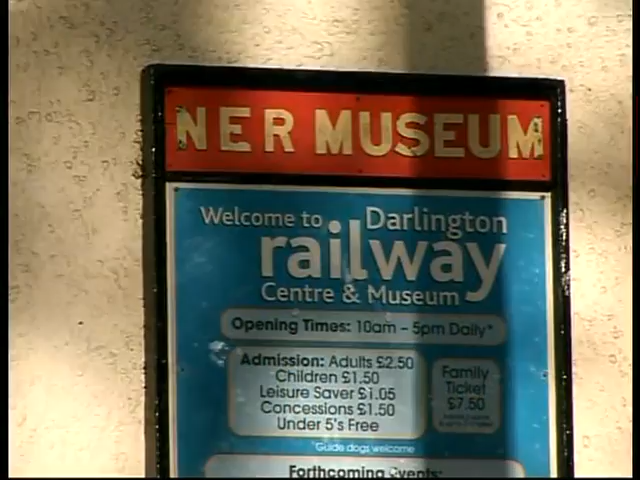 NER MUSEUM
Welcome to Darlington
railway
Centre & Museum
Opening Times: 10am – 5pm Daily*
Admission: Adults £2.50
Children £1.50
Leisure Saver £1.05
Concessions £1.50
Under 5's Free
Family
Ticket
£7.50
*Guide dogs welcome
Forthcoming Events: